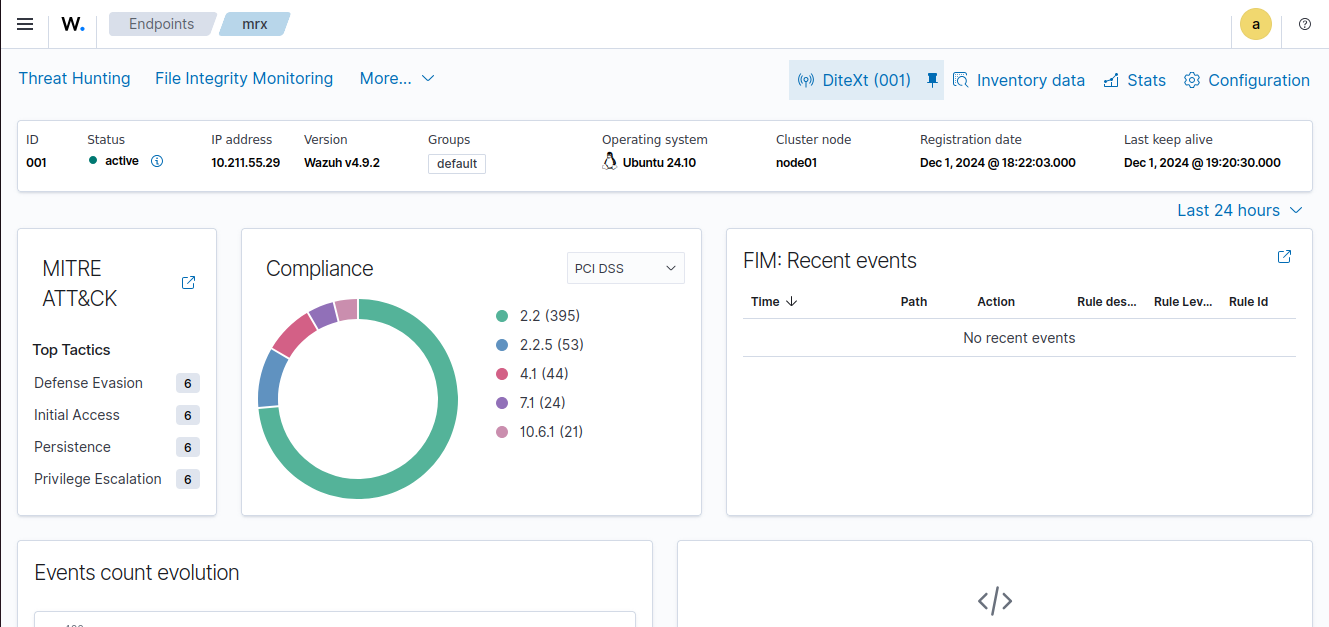 W. Endpoints mrx a
Threat Hunting File Integrity Monitoring More... DiteXt (001) Inventory data Stats Configuration
ID Status IP address Version Groups Operating system Cluster node Registration date Last keep alive
001 active 10.211.55.29 Wazuh v4.9.2 default Ubuntu 24.10 node01 Dec 1, 2024 @ 18:22:03.000 Dec 1, 2024 @ 19:20:30.000
Last 24 hours
MITRE
ATT&CK
Top Tactics
Defense Evasion 6
Initial Access 6
Persistence 6
Privilege Escalation 6
Compliance PCI DSS
2.2 (395)
2.2.5 (53)
4.1 (44)
7.1 (24)
10.6.1 (21)
FIM: Recent events
Time Path Action Rule des... Rule Lev... Rule Id
No recent events
Events count evolution